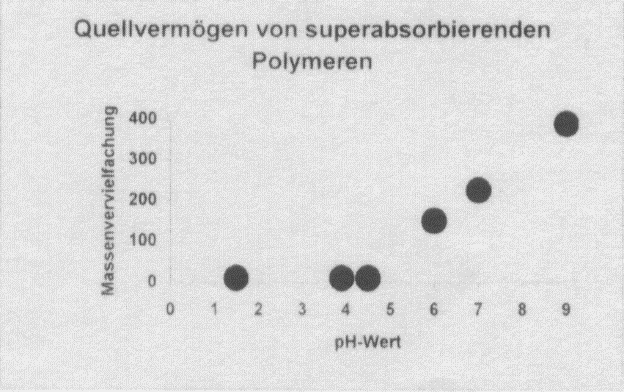 Quellvermögen von superabsorbierenden
Polymeren
Massenvervielfachung
400
300
200
100
0
0 1 2 3 4 5 6 7 8 9
pH-Wert